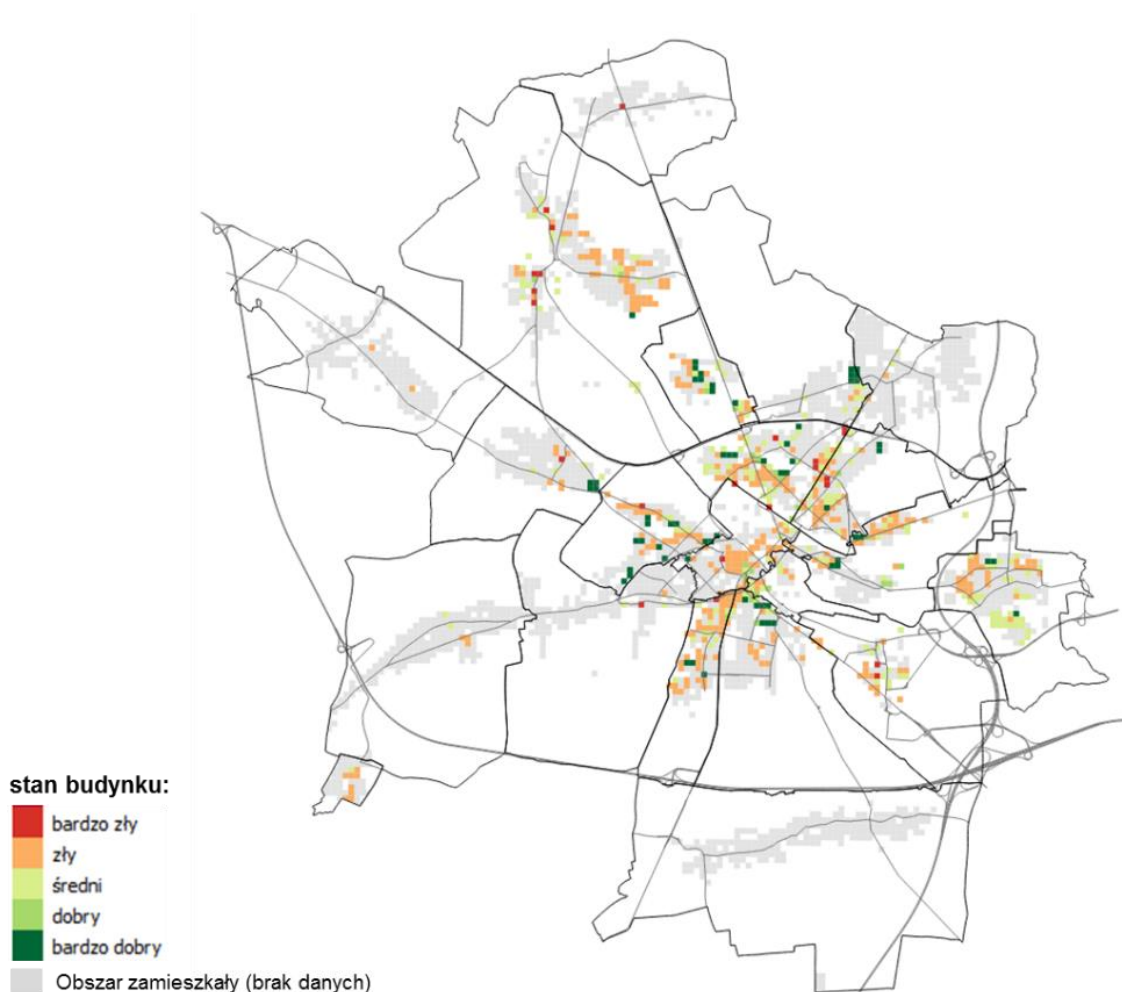 stan budynku:
bardzo zły
zły
średni
dobry
bardzo dobry
Obszar zamieszkały (brak danych)